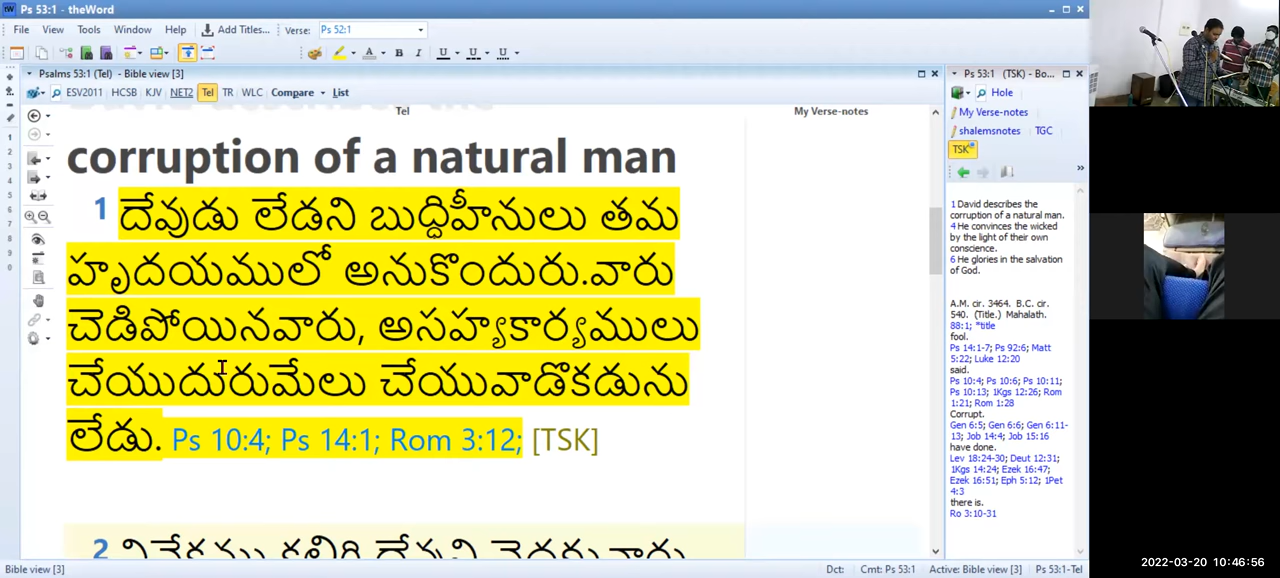 Ps 53:1 - theWord
File View Tools Window Help Add Titles... Verse: Ps 52:1
B I U U U
Psalms 53:1 (Tel) - Bible view [3]
ESV2011 HCSB KJV NET2 Tel TR WLC Compare List
Tel My Verse-notes
corruption of a natural man
1 దేవుడు లేడని బుద్ధిహీనులు తమ
హృదయములో అనుకొందురు.వారు
చెడిపోయినవారు, అసహ్యకార్యములు
చేయుదురుమేలు చేయువాడొకడును
లేడు. Ps 10:4; Ps 14:1; Rom 3:12; [TSK]
2
Ps 53:1 (TSK) - Bo...
Hole
My Verse-notes
shalemsnotes TGC
TSK
1 David describes the
corruption of a natural man.
4 He convinces the wicked
by the light of their own
conscience.
6 He glories in the salvation
of God.
A.M. cir. 3464. B.C. cir.
540. (Title.) Mahalath.
88:1; *title
fool.
Ps 14:1-7; Ps 92:6; Matt
5:22; Luke 12:20
said.
Ps 10:4; Ps 10:6; Ps 10:11;
Ps 10:13; 1Kgs 12:26; Rom
1:21; Rom 1:28
Corrupt.
Gen 6:5; Gen 6:6; Gen 6:11-
13; Job 14:4; Job 15:16
have done.
Lev 18:24-30; Deut 12:31;
1Kgs 14:24; Ezek 16:47;
Ezek 16:51; Eph 5:12; 1Pet
4:3
there is.
Ro 3:10-31
Bible view [3] Dct: Cmt: Ps 53:1 Active: Bible view [3] Ps 53:1-Tel
2022-03-20 10:46:56